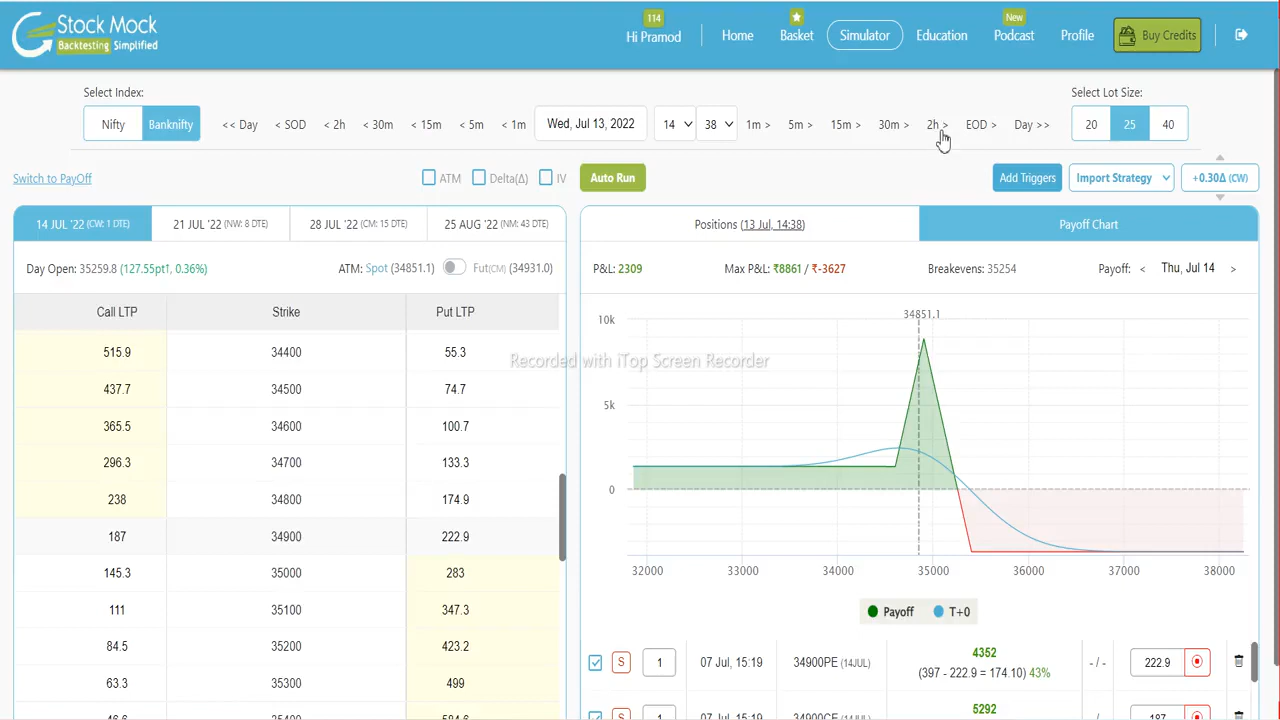 Stock Mock
Backtesting Simplified
114
Hi Pramod
Home
Basket
Simulator
Education
New
Podcast
Profile
Buy Credits
Select Index:
Nifty
Banknifty
<< Day
< SOD
< 2h
< 30m
< 15m
< 5m
< 1m
Wed, Jul 13, 2022
14
38
1m >
5m >
15m >
30m >
2h >
EOD >
Day >>
Select Lot Size:
20
25
40
Switch to PayOff
ATM
Delta(Δ)
IV
Auto Run
Add Triggers
Import Strategy
+0.30Δ (CW)
14 JUL '22 (CW: 1 DTE)
21 JUL '22 (NW: 8 DTE)
28 JUL '22 (CM: 15 DTE)
25 AUG '22 (NM: 43 DTE)
Positions (13 Jul, 14:38)
Payoff Chart
Day Open: 35259.8 (127.55pt↑, 0.36%)
ATM: Spot (34851.1)
Fut(CM) (34931.0)
P&L: 2309
Max P&L: ₹8861 / ₹-3627
Breakevens: 35254
Payoff: < Thu, Jul 14 >
Call LTP Strike Put LTP
515.9 34400 55.3
437.7 34500 74.7
365.5 34600 100.7
296.3 34700 133.3
238 34800 174.9
187 34900 222.9
145.3 35000 283
111 35100 347.3
84.5 35200 423.2
63.3 35300 499
34851.1
10k
5k
0
32000 33000 34000 35000 36000 37000 38000
Recorded with iTop Screen Recorder
Payoff
T+0
S 1 07 Jul, 15:19 34900PE (14JUL)
4352
(397 - 222.9 = 174.10) 43%
- / -
222.9
5292